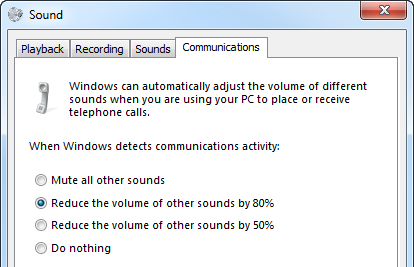 Sound
Playback Recording Sounds Communications
Windows can automatically adjust the volume of different
sounds when you are using your PC to place or receive
telephone calls.
When Windows detects communications activity:
Mute all other sounds
Reduce the volume of other sounds by 80%
Reduce the volume of other sounds by 50%
Do nothing